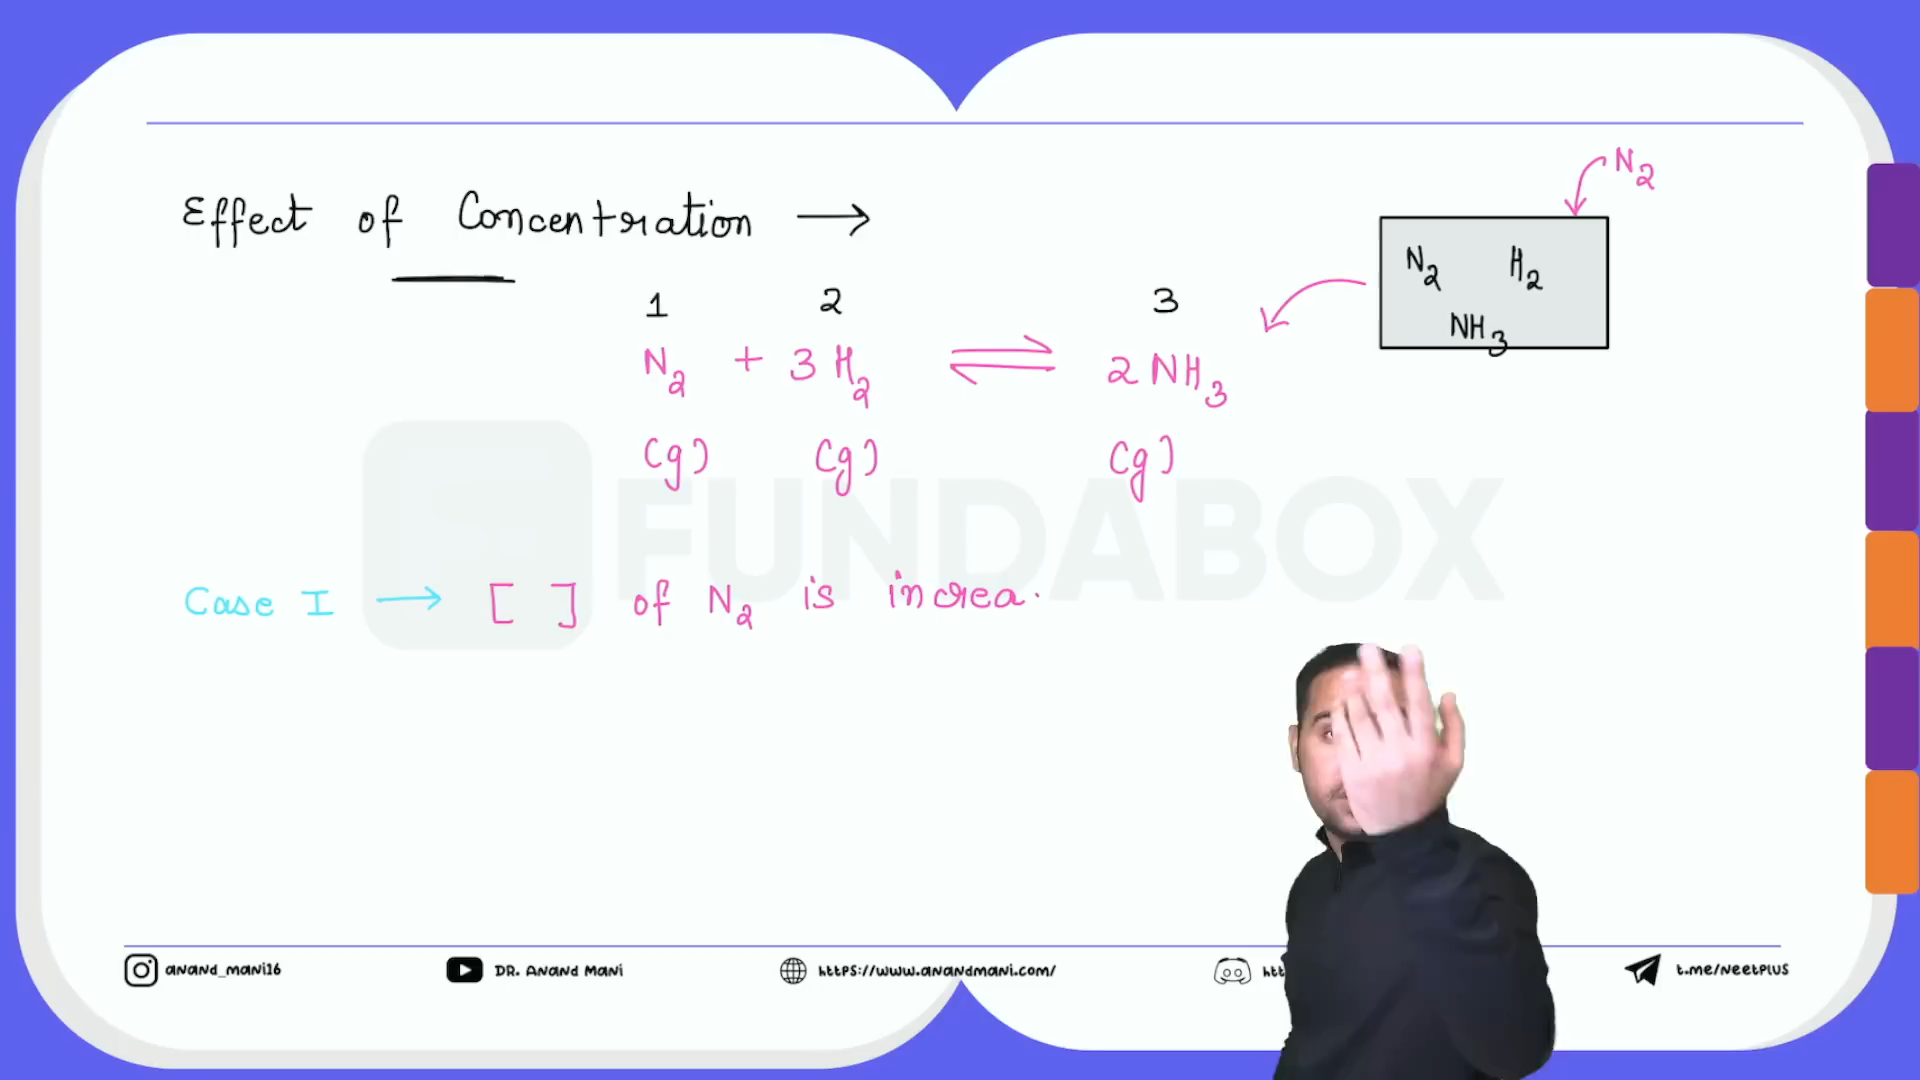 N2
Effect of Concentration →
N2 H2
NH3
1 2 3
N2 + 3 H2 ⇌ 2 NH3
(g) (g) (g)
FUNDABOX
Case I → [ ] of N2 is increa.
anand_mani16
DR. Anand Mani
https://www.anandmani.com/
htt
t.me/neetplus